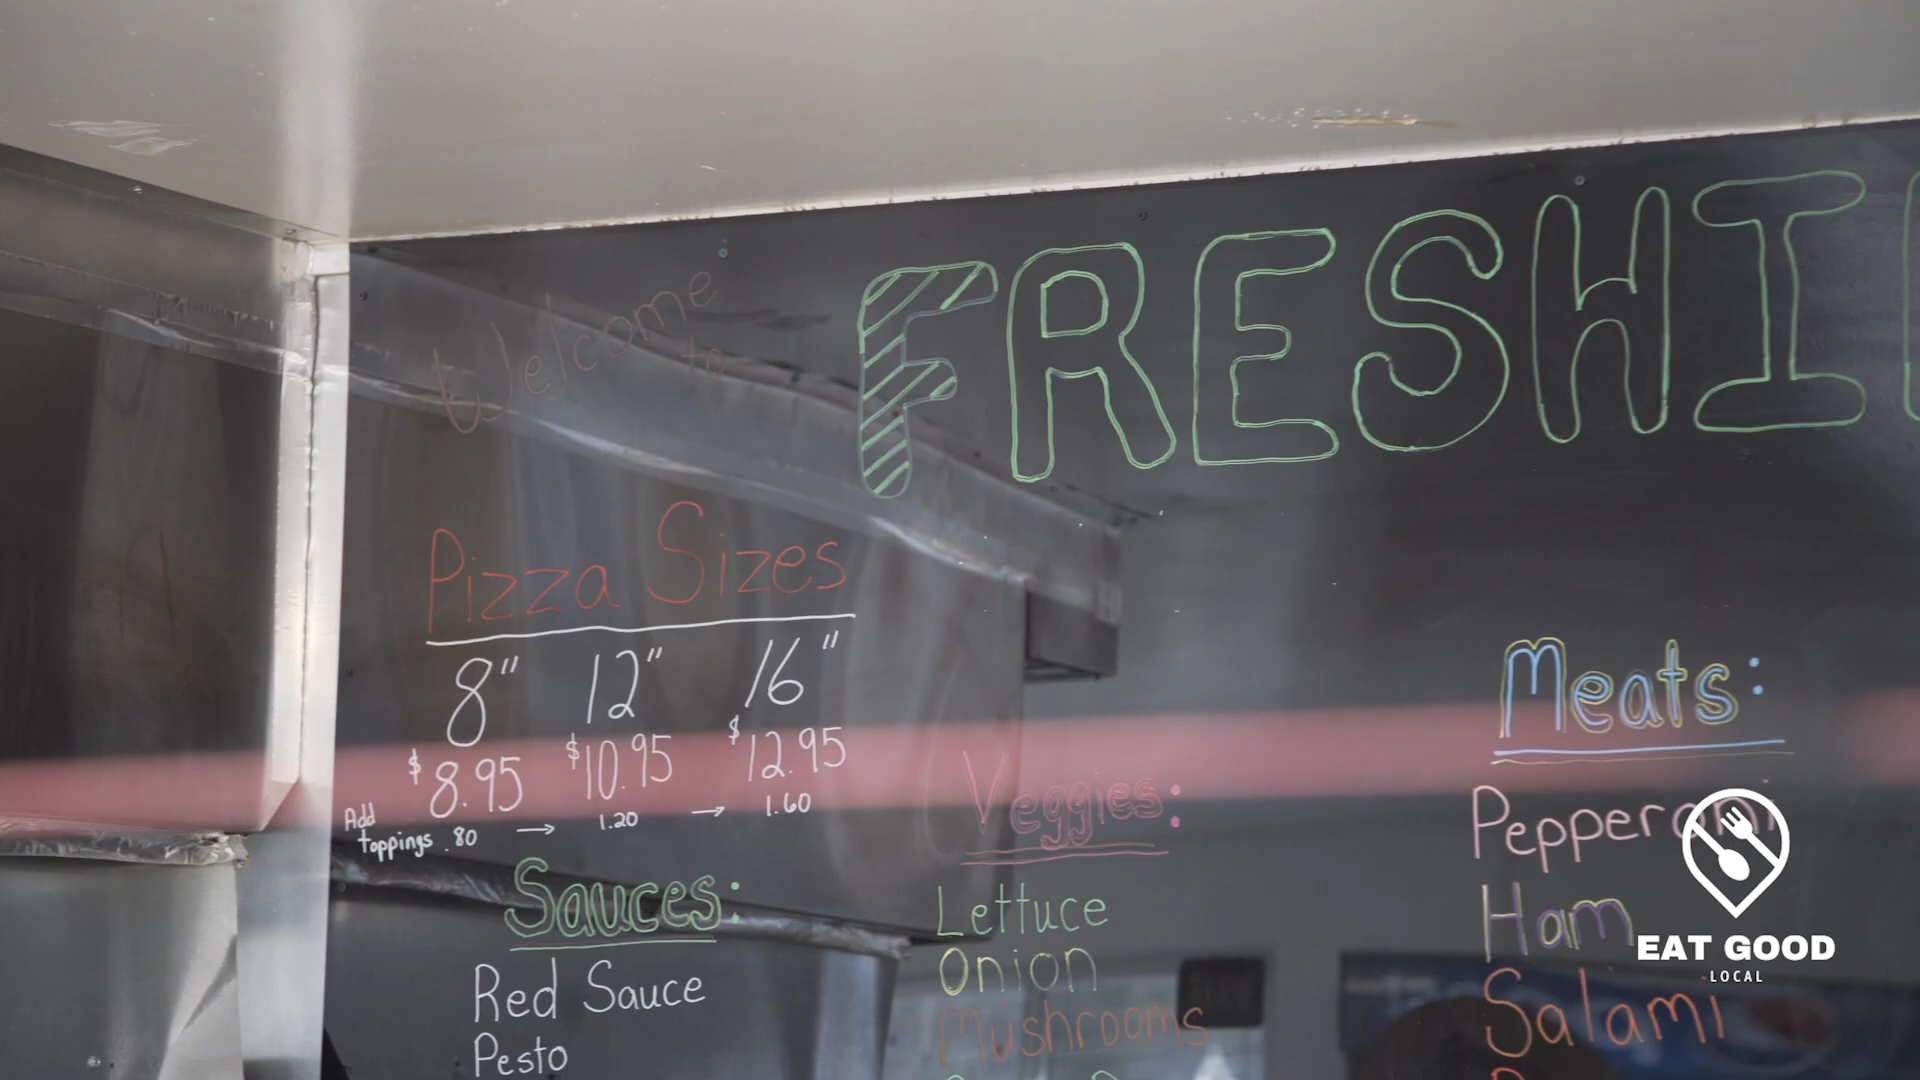 Welcome
to
FRESHI
Pizza Sizes
8" 12" 16"
$8.95 $10.95 $12.95
Add
toppings .80 → 1.20 → 1.60
Sauces:
Red Sauce
Pesto
Veggies:
Lettuce
Onion
Mushrooms
Meats:
Pepperoni
Ham
Salami
EAT GOOD
LOCAL